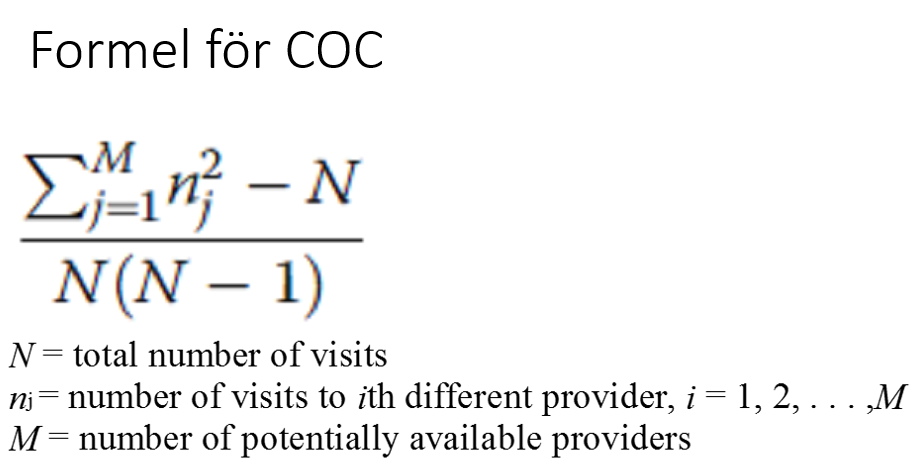 Formel för COC
∑_{j=1}^{M} n_j^2 − N
N(N − 1)
N = total number of visits
nj = number of visits to ith different provider, i = 1, 2, . . . ,M
M = number of potentially available providers